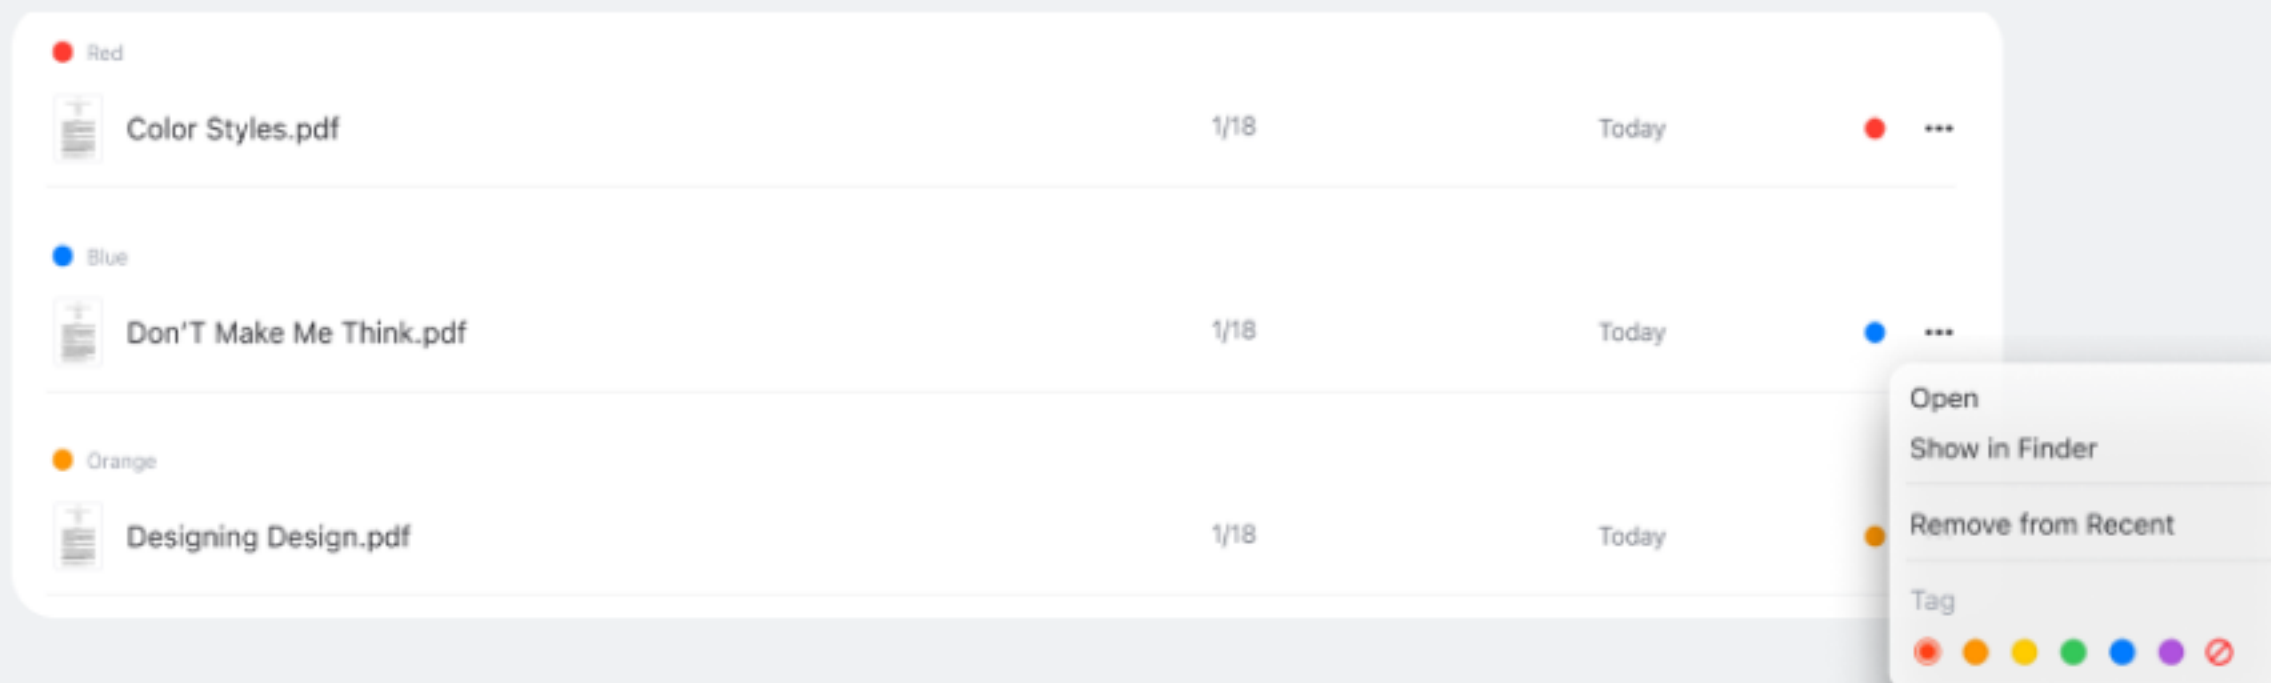 Red
Color Styles.pdf 1/18 Today
Blue
Don'T Make Me Think.pdf 1/18 Today
Orange
Designing Design.pdf 1/18 Today
Open
Show in Finder
Remove from Recent
Tag